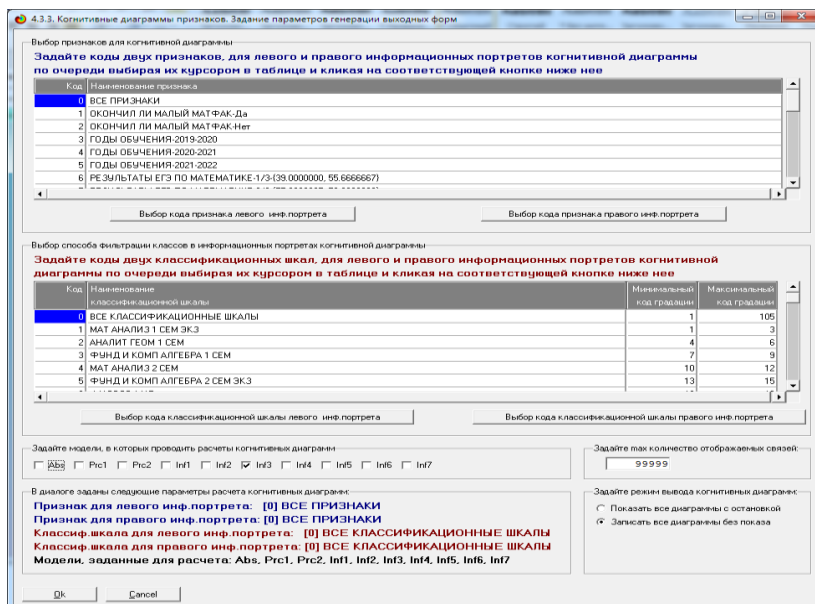 4.3.3. Когнитивные диаграммы признаков. Задание параметров генерации выходных форм
Выбор признаков для когнитивной диаграммы
Задайте коды двух признаков, для левого и правого информационных портретов когнитивной диаграммы
по очереди выбирая их курсором в таблице и кликая на соответствующей кнопке ниже нее
Код Наименование признака
0 ВСЕ ПРИЗНАКИ
1 ОКОНЧИЛ ЛИ МАЛЫЙ МАТФАК-Да
2 ОКОНЧИЛ ЛИ МАЛЫЙ МАТФАК-Нет
3 ГОДЫ ОБУЧЕНИЯ-2019-2020
4 ГОДЫ ОБУЧЕНИЯ-2020-2021
5 ГОДЫ ОБУЧЕНИЯ-2021-2022
6 РЕЗУЛЬТАТЫ ЕГЭ ПО МАТЕМАТИКЕ-1/3-{39.0000000, 55.6666667}
Выбор кода признака левого инф.портрета
Выбор кода признака правого инф.портрета
Выбор способа фильтрации классов в информационных портретах когнитивной диаграммы
Задайте коды двух классификационных шкал, для левого и правого информационных портретов когнитивной
диаграммы по очереди выбирая их курсором в таблице и кликая на соответствующей кнопке ниже нее
Код Наименование классификационной шкалы Минимальный код градации Максимальный код градации
0 ВСЕ КЛАССИФИКАЦИОННЫЕ ШКАЛЫ 1 105
1 МАТ АНАЛИЗ 1 СЕМ ЭКЗ 1 3
2 АНАЛИТ ГЕОМ 1 СЕМ 4 6
3 ФУНД И КОМП АЛГЕБРА 1 СЕМ 7 9
4 МАТ АНАЛИЗ 2 СЕМ 10 12
5 ФУНД И КОМП АЛГЕБРА 2 СЕМ ЭКЗ 13 15
Выбор кода классификационной шкалы левого инф.портрета
Выбор кода классификационной шкалы правого инф.портрета
Задайте модели, в которых проводить расчеты когнитивных диаграмм
Abs Prc1 Prc2 Inf1 Inf2 Inf3 Inf4 Inf5 Inf6 Inf7
Задайте max количество отображаемых связей:
99999
В диалоге заданы следующие параметры расчета когнитивных диаграмм:
Признак для левого инф.портрета: [0] ВСЕ ПРИЗНАКИ
Признак для правого инф.портрета: [0] ВСЕ ПРИЗНАКИ
Классиф.шкала для левого инф.портрета: [0] ВСЕ КЛАССИФИКАЦИОННЫЕ ШКАЛЫ
Классиф.шкала для правого инф.портрета: [0] ВСЕ КЛАССИФИКАЦИОННЫЕ ШКАЛЫ
Модели, заданные для расчета: Abs, Prc1, Prc2, Inf1, Inf2, Inf3, Inf4, Inf5, Inf6, Inf7
Задайте режим вывода когнитивных диаграмм:
Показать все диаграммы с остановкой
Записать все диаграммы без показа
Ok
Cancel